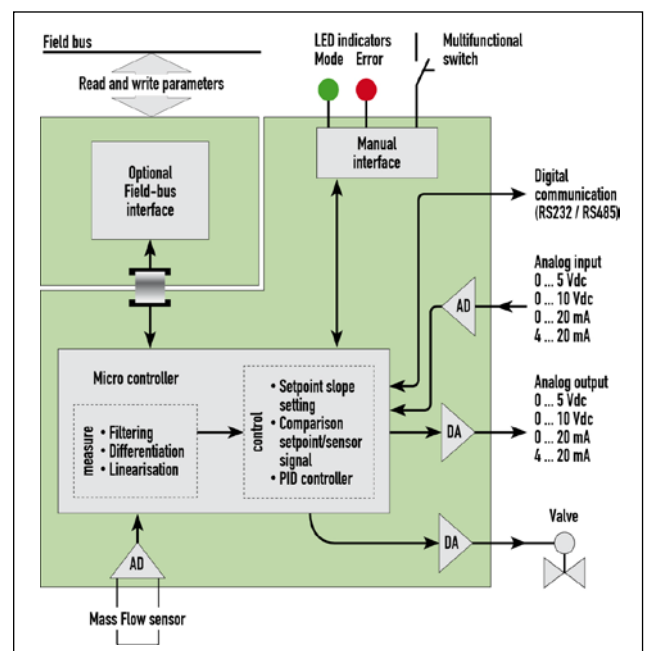 Field bus
Read and write parameters
LED indicators
Mode Error
Multifunctional
switch
Manual
interface
Optional
Field-bus
interface
Digital
communication
(RS232 / RS485)
Analog input
0 ... 5 Vdc
0 ... 10 Vdc
0 ... 20 mA
4 ... 20 mA
AD
Micro controller
measure
• Filtering
• Differentiation
• Linearisation
control
• Setpoint slope
setting
• Comparison
setpoint/sensor
signal
• PID controller
DA
Analog output
0 ... 5 Vdc
0 ... 10 Vdc
0 ... 20 mA
4 ... 20 mA
DA
Valve
AD
Mass Flow sensor